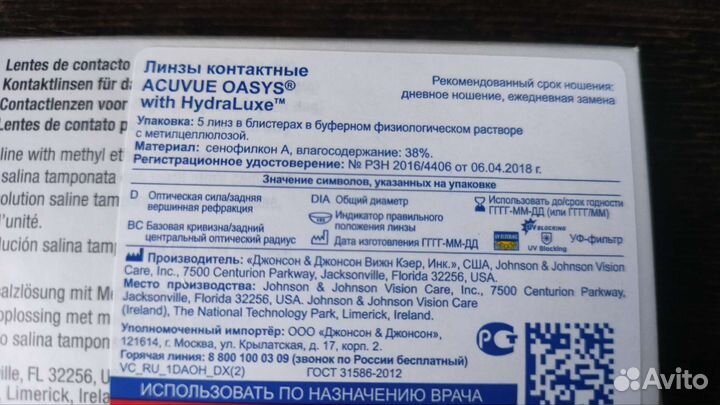 Lentes de contacto
Kontaktlinsen für da
Contactlenzen voor
Lentes de contato p
line with methyl et
salina tamponata
olution saline tam
l'unité.
lución salina tamp
alzlösung mit Me
oplossing met m
o salina tampon
ville, FL 32256, U
Limerick, Irela
Линзы контактные
ACUVUE OASYS®
with HydraLuxe™
Рекомендованный срок ношения:
дневное ношение, ежедневная замена
Упаковка: 5 линз в блистерах в буферном физиологическом растворе
с метилцеллюлозой.
Материал: сенофилкон А, влагосодержание: 38%.
Регистрационное удостоверение: № РЗН 2016/4406 от 06.04.2018 г.
Значение символов, указанных на упаковке
D Оптическая сила/задняя
вершинная рефракция
BC Базовая кривизна/задний
центральный оптический радиус
DIA Общий диаметр
Индикатор правильного
положения линзы
Дата изготовления ГГГГ-ММ-ДД
Использовать до/срок годности
ГГГГ-ММ-ДД (или ГГГГ/ММ)
UV BLOCKING
UV Blocking
УФ-фильтр
Производитель: «Джонсон & Джонсон Вижн Кэер, Инк.», США, Johnson & Johnson Vision
Care, Inc., 7500 Centurion Parkway, Jacksonville, Florida 32256, USA.
Место производства: Johnson & Johnson Vision Care, Inc., 7500 Centurion Parkway,
Jacksonville, Florida 32256, USA. Johnson & Johnson Vision Care
(Ireland), The National Technology Park, Limerick, Ireland.
Уполномоченный импортёр: ООО «Джонсон & Джонсон»,
121614, г. Москва, ул. Крылатская, д. 17, корп. 2.
Горячая линия: 8 800 100 03 09 (звонок по России бесплатный)
VC_RU_1DAOH_DX(2) ГОСТ 31586-2012
ИСПОЛЬЗОВАТЬ ПО НАЗНАЧЕНИЮ ВРАЧА
Avito